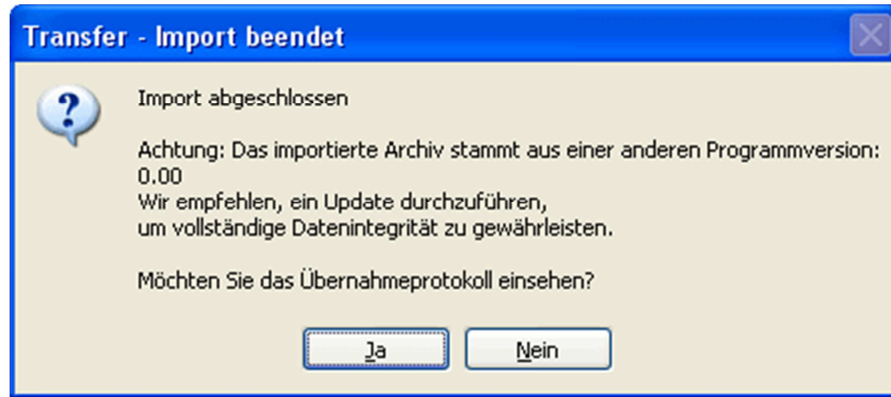 Transfer - Import beendet
Import abgeschlossen
Achtung: Das importierte Archiv stammt aus einer anderen Programmversion:
0.00
Wir empfehlen, ein Update durchzuführen,
um vollständige Datenintegrität zu gewährleisten.
Möchten Sie das Übernahmeprotokoll einsehen?
Ja
Nein